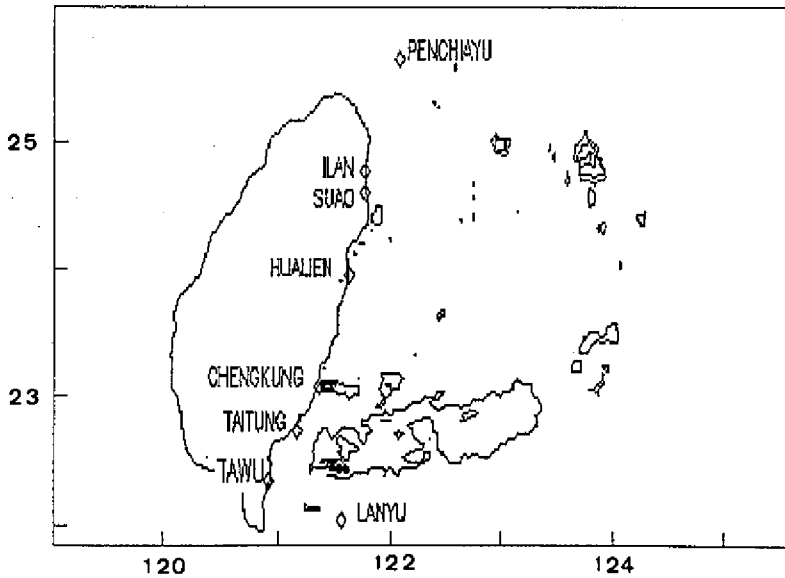 PENCHIAYU
25
ILAN
SUAO
HUALIEN
CHENGKUNG
23
TAITUNG
TAWU
LANYU
120
122
124